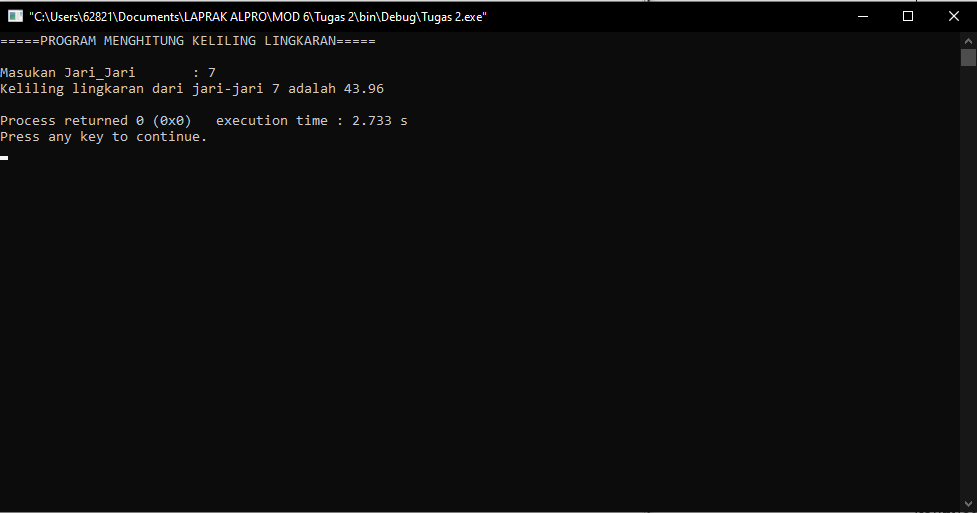 "C:\Users\62821\Documents\LAPRAK ALPRO\MOD 6\Tugas 2\bin\Debug\Tugas 2.exe"
=====PROGRAM MENGHITUNG KELILING LINGKARAN=====
Masukan Jari_Jari       : 7
Keliling lingkaran dari jari-jari 7 adalah 43.96
Process returned 0 (0x0)   execution time : 2.733 s
Press any key to continue.